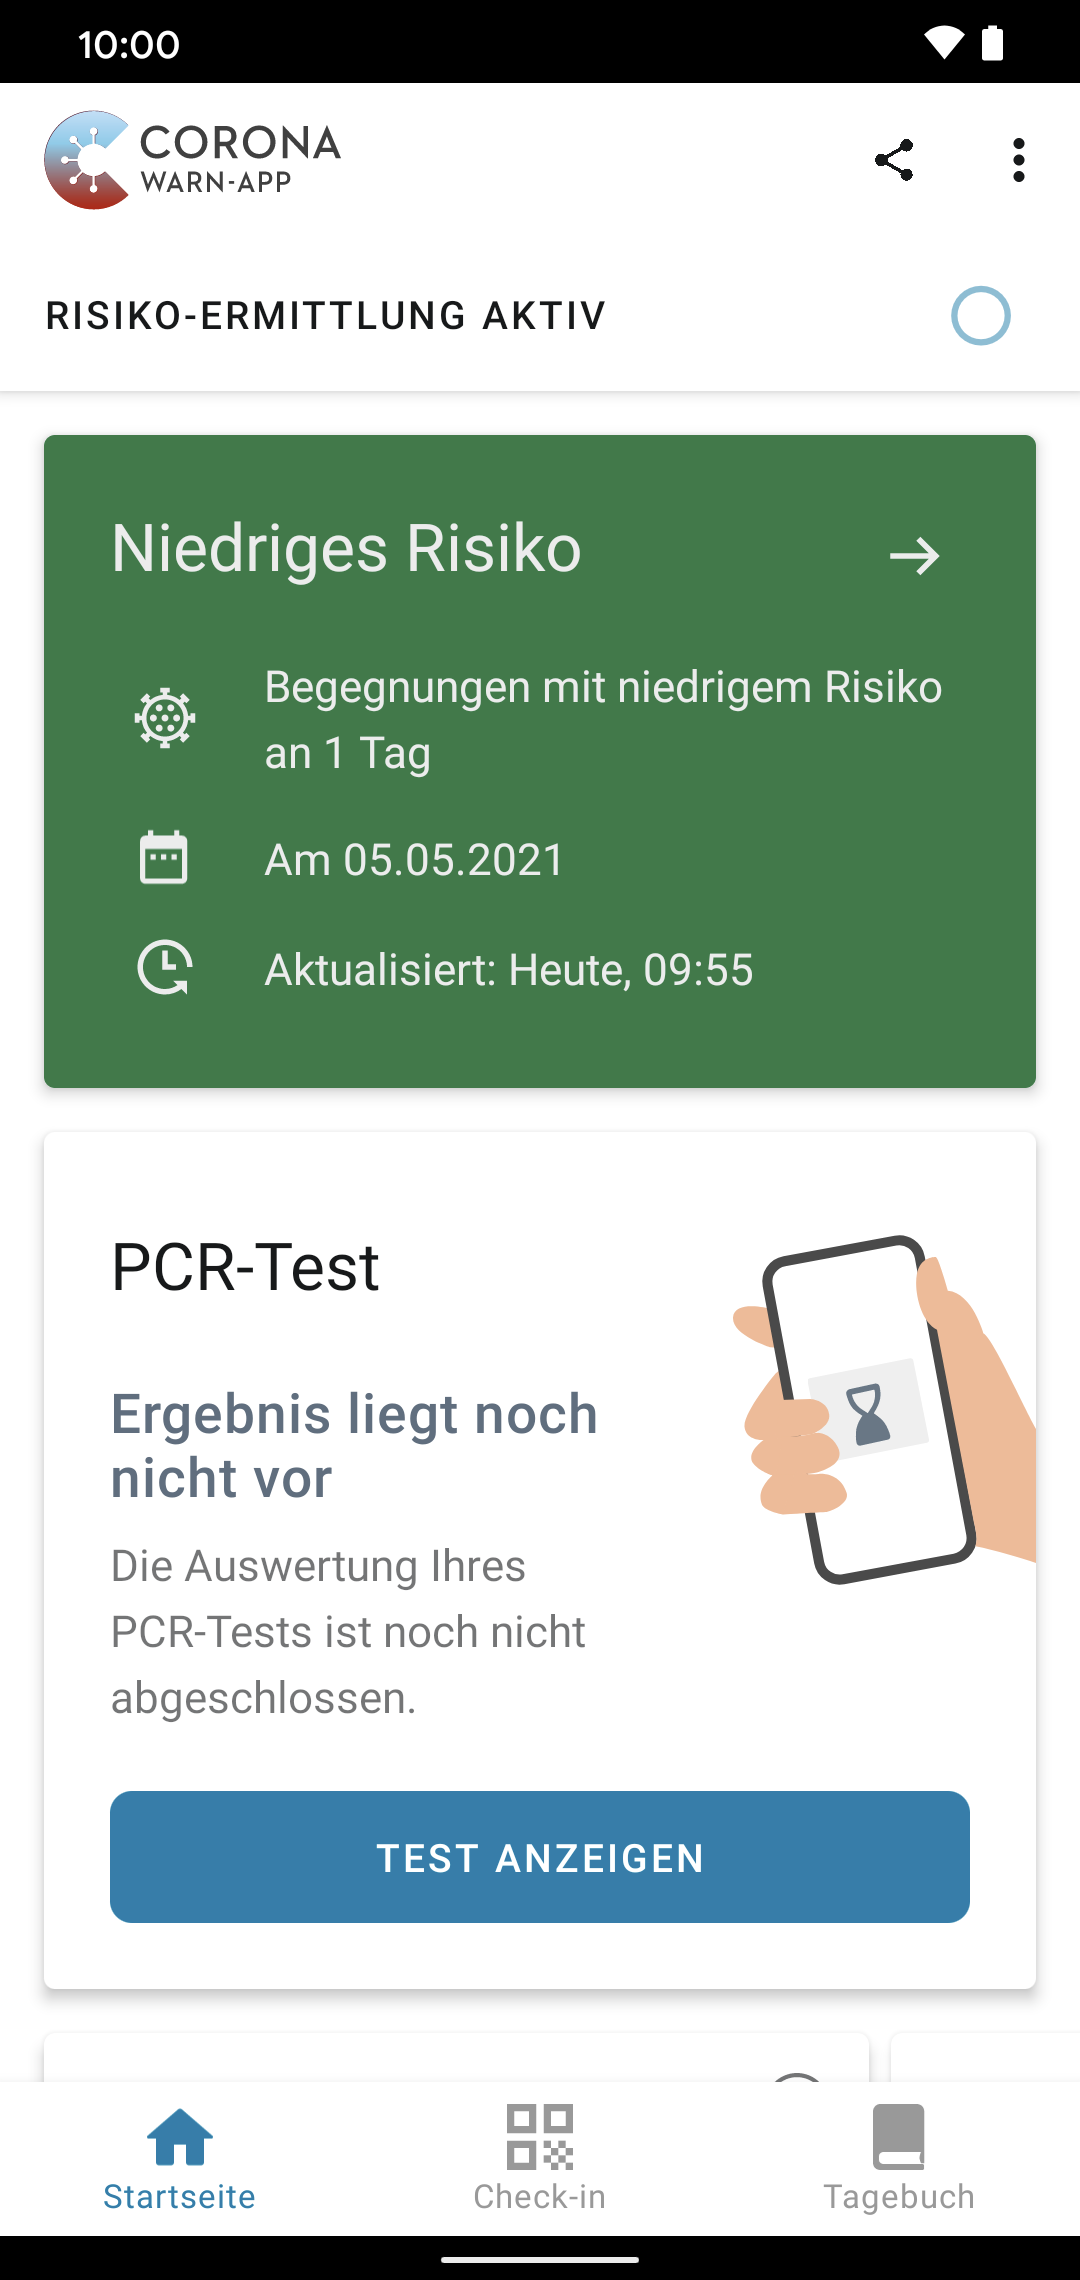 10:00
CORONA
WARN-APP
RISIKO-ERMITTLUNG AKTIV
Niedriges Risiko
Begegnungen mit niedrigem Risiko
an 1 Tag
Am 05.05.2021
Aktualisiert: Heute, 09:55
PCR-Test
Ergebnis liegt noch
nicht vor
Die Auswertung Ihres
PCR-Tests ist noch nicht
abgeschlossen.
TEST ANZEIGEN
Startseite
Check-in
Tagebuch